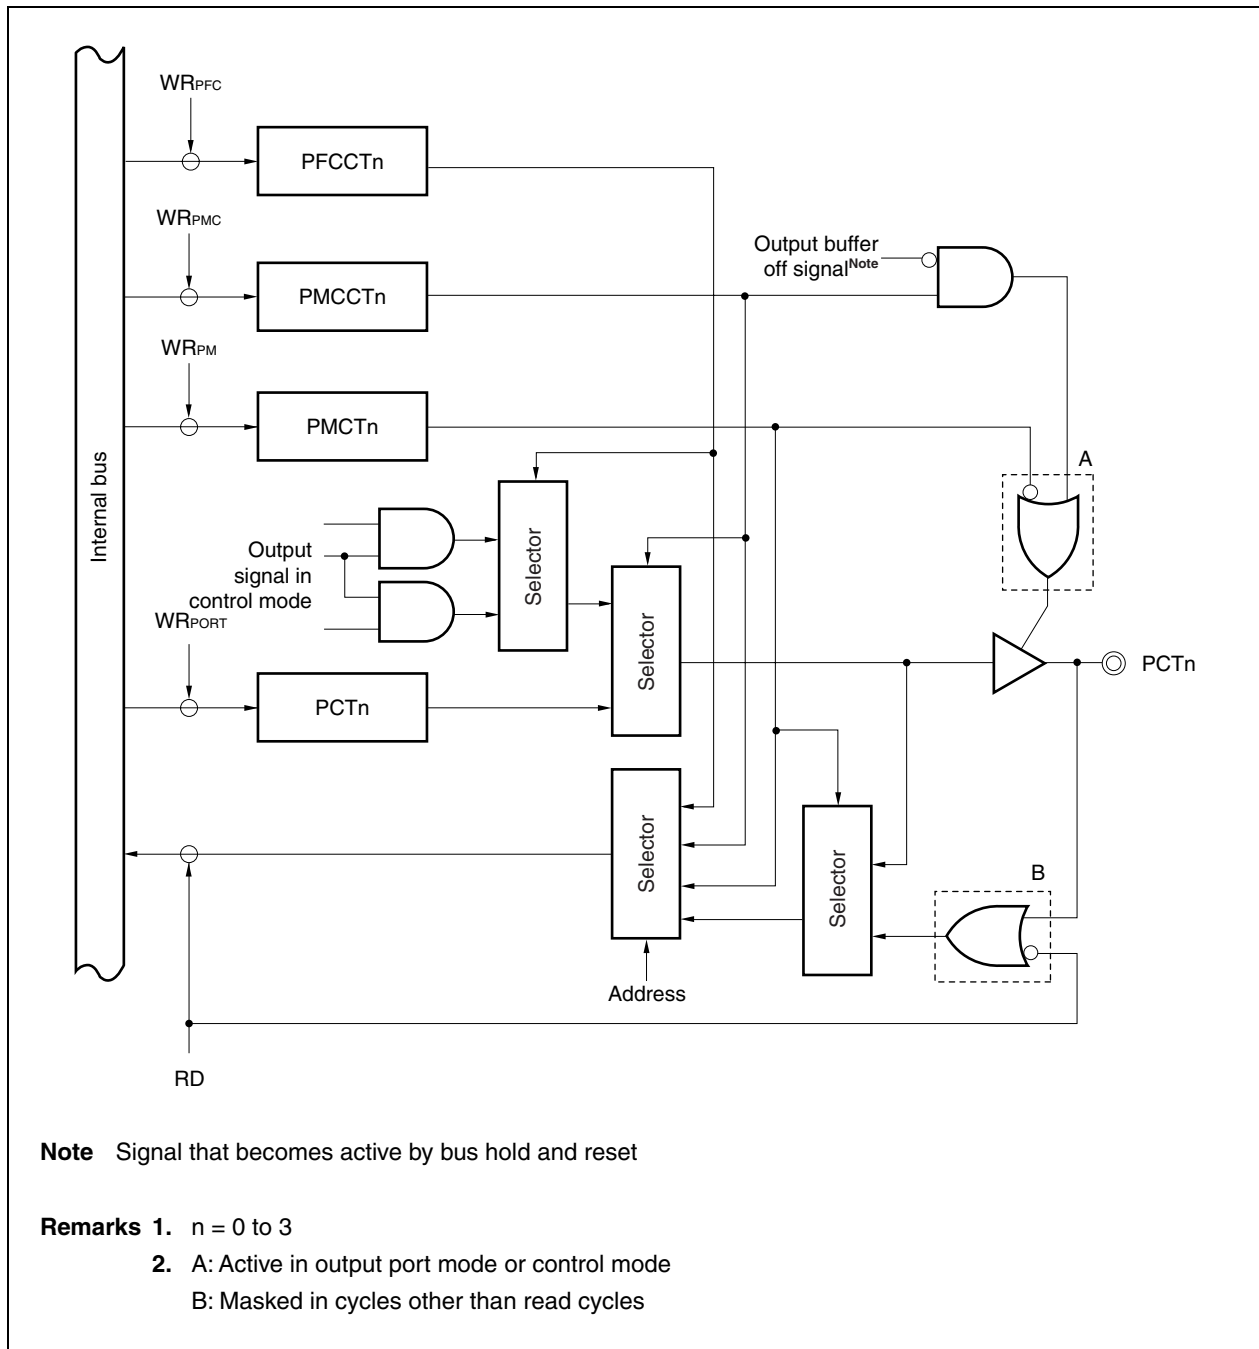 WRPFC
PFCCTn
WRPMC
PMCCTn
Output buffer
off signalNote
WRPM
PMCTn
A
Internal bus
Selector
Output
signal in
control mode
Selector
WRPORT
PCTn
PCTn
Selector
Selector
B
Address
RD
Note Signal that becomes active by bus hold and reset
Remarks 1. n = 0 to 3
2. A: Active in output port mode or control mode
B: Masked in cycles other than read cycles